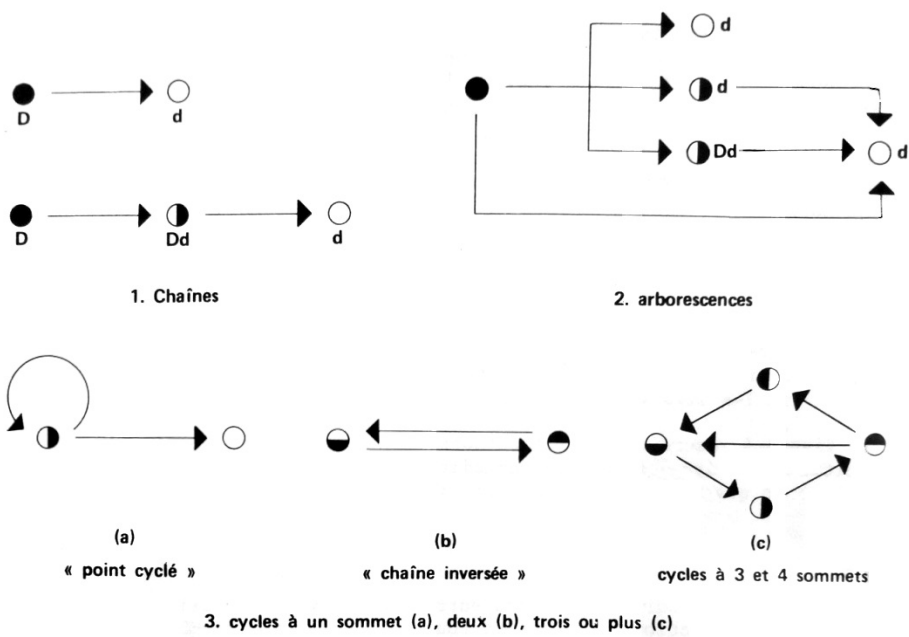 D
d
D
Dd
d
1. Chaînes
d
d
Dd
d
2. arborescences
(a)
« point cyclé »
(b)
« chaîne inversée »
(c)
cycles à 3 et 4 sommets
3. cycles à un sommet (a), deux (b), trois ou plus (c)